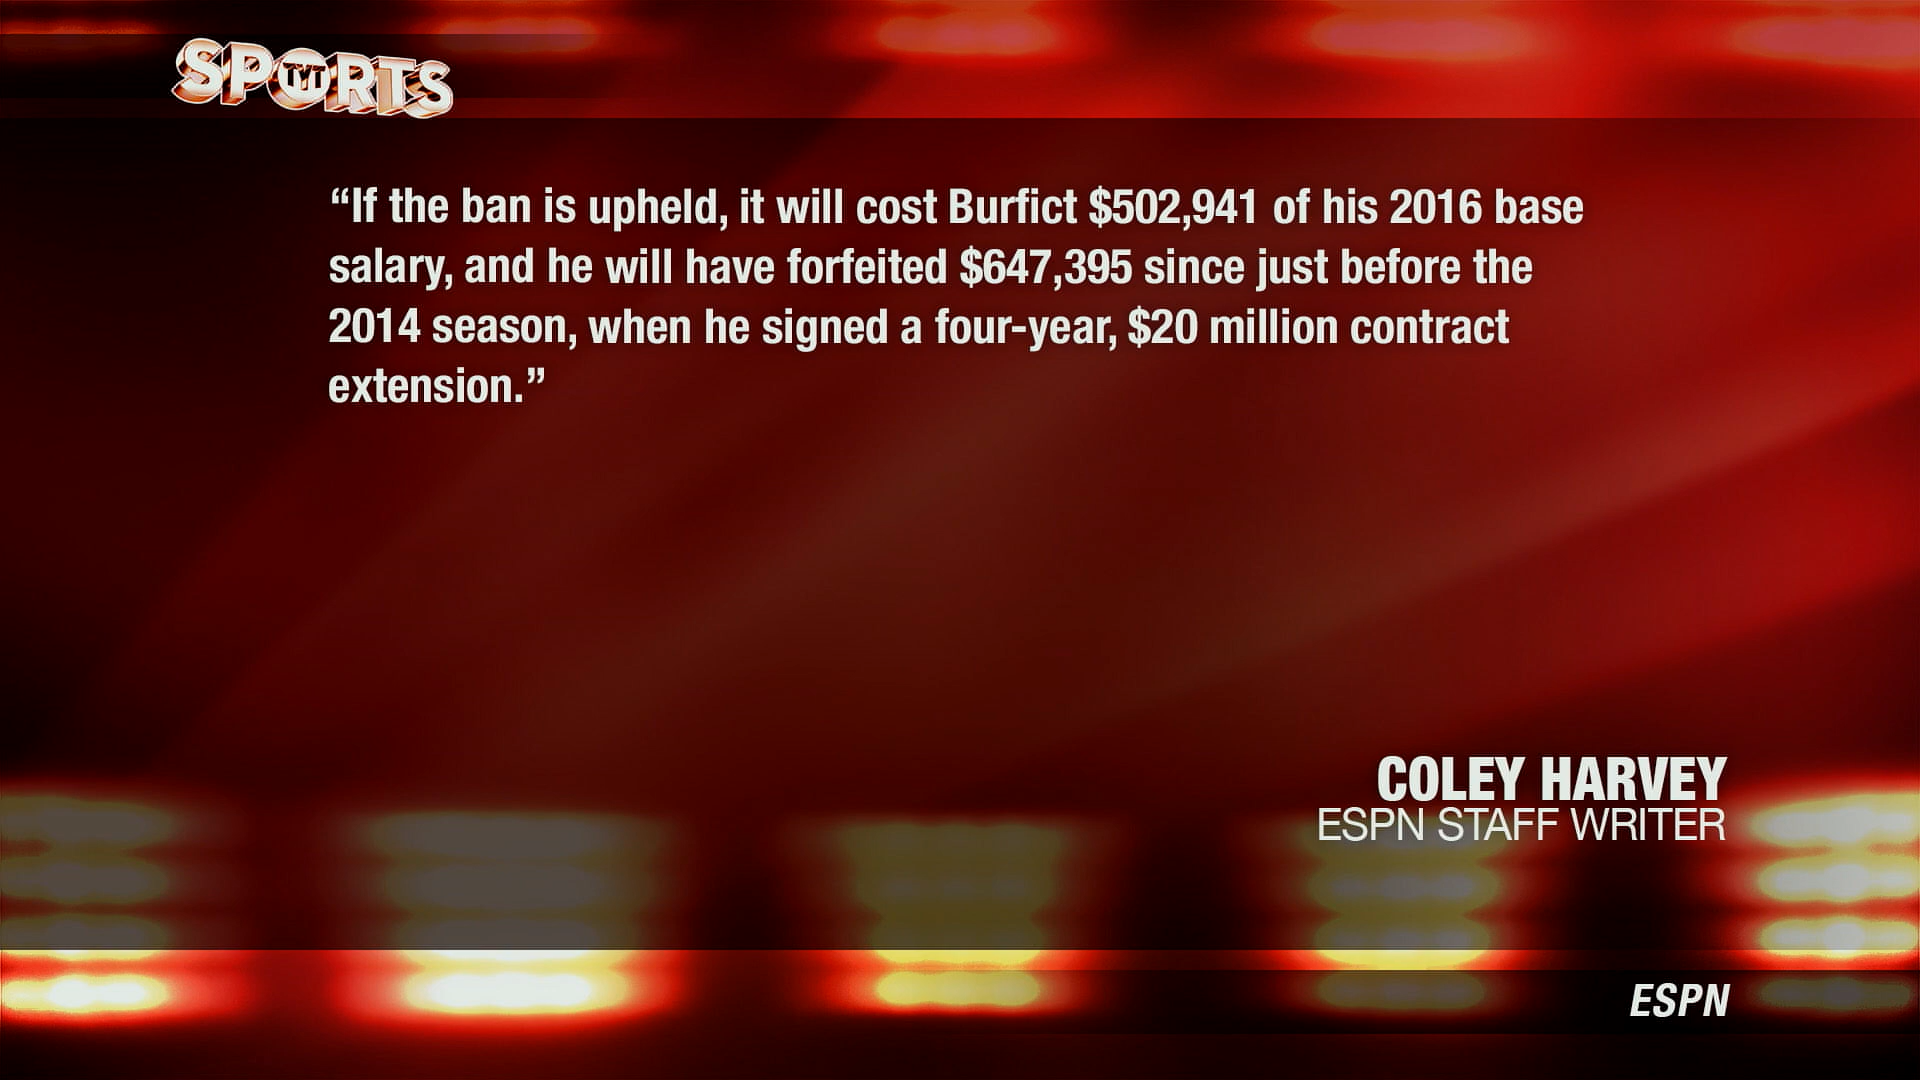 SPORTS
TYT
“If the ban is upheld, it will cost Burfict $502,941 of his 2016 base
salary, and he will have forfeited $647,395 since just before the
2014 season, when he signed a four-year, $20 million contract
extension.”
COLEY HARVEY
ESPN STAFF WRITER
ESPN